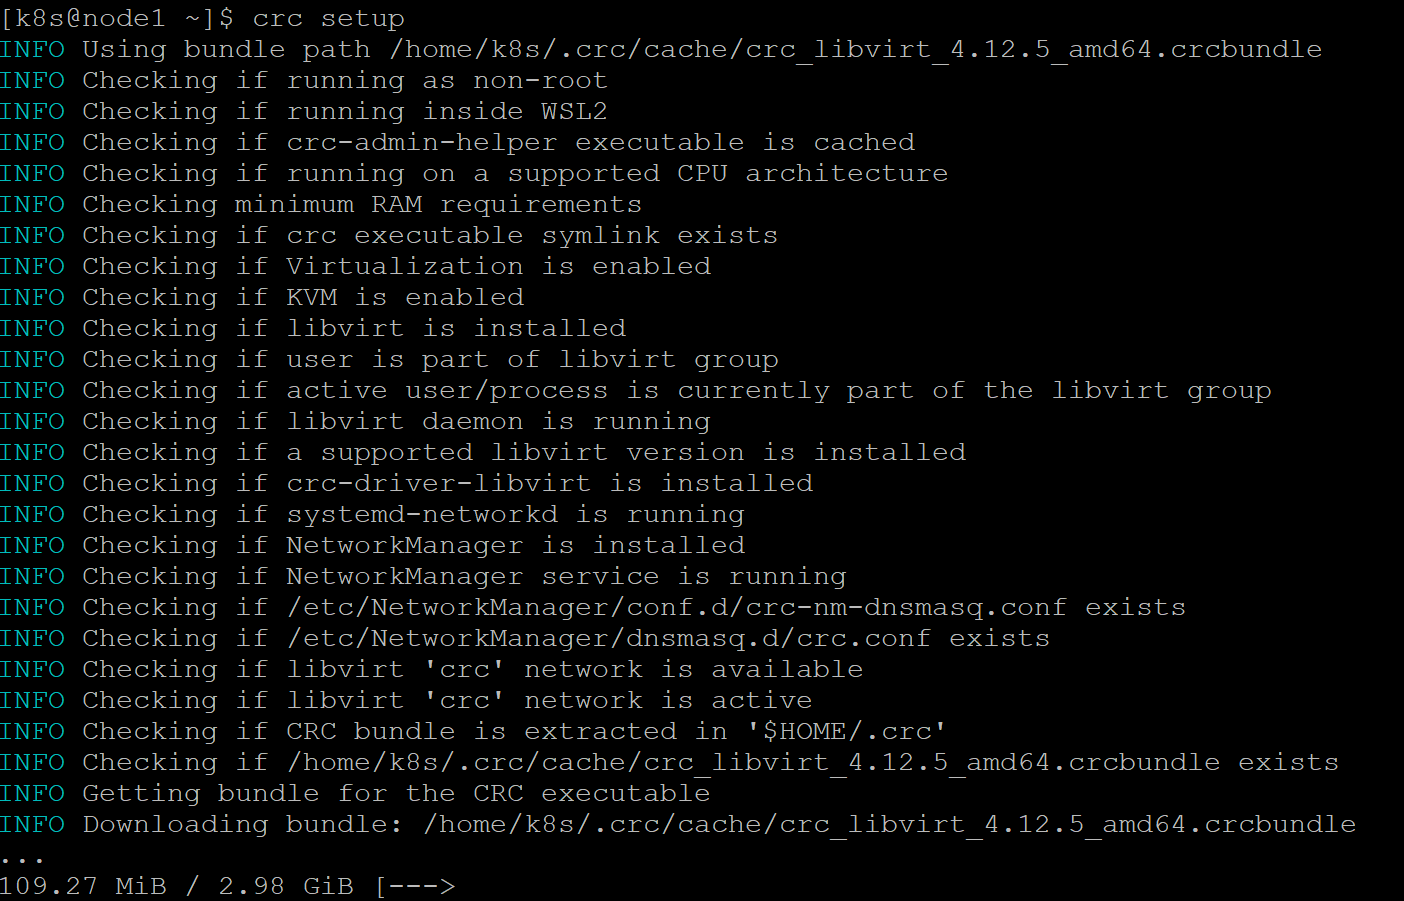 [k8s@node1 ~]$ crc setup
INFO Using bundle path /home/k8s/.crc/cache/crc_libvirt_4.12.5_amd64.crcbundle
INFO Checking if running as non-root
INFO Checking if running inside WSL2
INFO Checking if crc-admin-helper executable is cached
INFO Checking if running on a supported CPU architecture
INFO Checking minimum RAM requirements
INFO Checking if crc executable symlink exists
INFO Checking if Virtualization is enabled
INFO Checking if KVM is enabled
INFO Checking if libvirt is installed
INFO Checking if user is part of libvirt group
INFO Checking if active user/process is currently part of the libvirt group
INFO Checking if libvirt daemon is running
INFO Checking if a supported libvirt version is installed
INFO Checking if crc-driver-libvirt is installed
INFO Checking if systemd-networkd is running
INFO Checking if NetworkManager is installed
INFO Checking if NetworkManager service is running
INFO Checking if /etc/NetworkManager/conf.d/crc-nm-dnsmasq.conf exists
INFO Checking if /etc/NetworkManager/dnsmasq.d/crc.conf exists
INFO Checking if libvirt 'crc' network is available
INFO Checking if libvirt 'crc' network is active
INFO Checking if CRC bundle is extracted in '$HOME/.crc'
INFO Checking if /home/k8s/.crc/cache/crc_libvirt_4.12.5_amd64.crcbundle exists
INFO Getting bundle for the CRC executable
INFO Downloading bundle: /home/k8s/.crc/cache/crc_libvirt_4.12.5_amd64.crcbundle
...
109.27 MiB / 2.98 GiB [--->